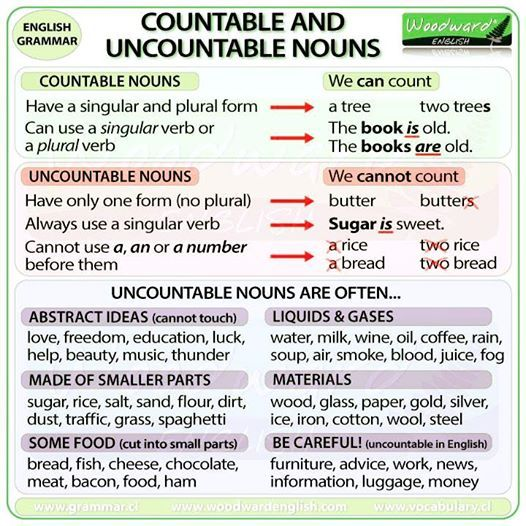 ENGLISH
GRAMMAR
COUNTABLE AND
UNCOUNTABLE NOUNS
Woodward®
ENGLISH
COUNTABLE NOUNS
We can count
Have a singular and plural form
a tree two trees
Can use a singular verb or
a plural verb
The book is old.
The books are old.
UNCOUNTABLE NOUNS
We cannot count
Have only one form (no plural)
butter butters
Always use a singular verb
Sugar is sweet.
Cannot use a, an or a number
before them
a rice two rice
a bread two bread
UNCOUNTABLE NOUNS ARE OFTEN...
ABSTRACT IDEAS (cannot touch)
love, freedom, education, luck,
help, beauty, music, thunder
LIQUIDS & GASES
water, milk, wine, oil, coffee, rain,
soup, air, smoke, blood, juice, fog
MADE OF SMALLER PARTS
sugar, rice, salt, sand, flour, dirt,
dust, traffic, grass, spaghetti
MATERIALS
wood, glass, paper, gold, silver,
ice, iron, cotton, wool, steel
SOME FOOD (cut into small parts)
bread, fish, cheese, chocolate,
meat, bacon, food, ham
BE CAREFUL! (uncountable in English)
furniture, advice, work, news,
information, luggage, money
www.grammar.cl www.woodwardenglish.com www.vocabulary.cl